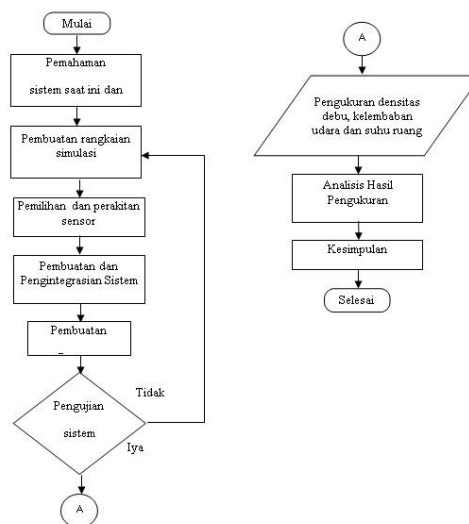 Mulai
Pemahaman
sistem saat ini dan
Pembuatan rangkaian
simulasi
Pemilihan dan perakitan
sensor
Pembuatan dan
Pengintegrasian Sistem
Pembuatan
Pengujian
sistem
Tidak
Iya
A
A
Pengukuran densitas
debu, kelembaban
udara dan suhu ruang
Analisis Hasil
Pengukuran
Kesimpulan
Selesai